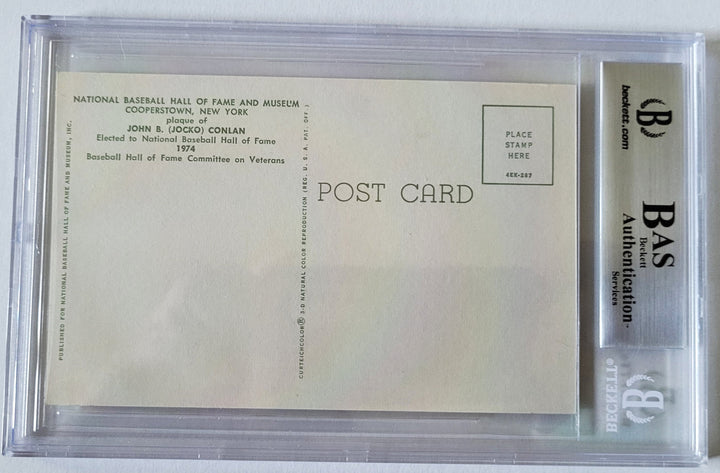 NATIONAL BASEBALL HALL OF FAME AND MUSEUM
COOPERSTOWN, NEW YORK
plaque of
JOHN B. (JOCKO) CONLAN
Elected to National Baseball Hall of Fame
1974
Baseball Hall of Fame Committee on Veterans
PUBLISHED FOR NATIONAL BASEBALL HALL OF FAME AND MUSEUM, INC.
CURTEICHCOLOR® 3-D NATURAL COLOR REPRODUCTION (REG. U. S. A. PAT. OFF.)
POST CARD
PLACE
STAMP
HERE
4EK-287
B
beckett.com
BAS
Beckett
Authentication
Services
BECKETT®
B